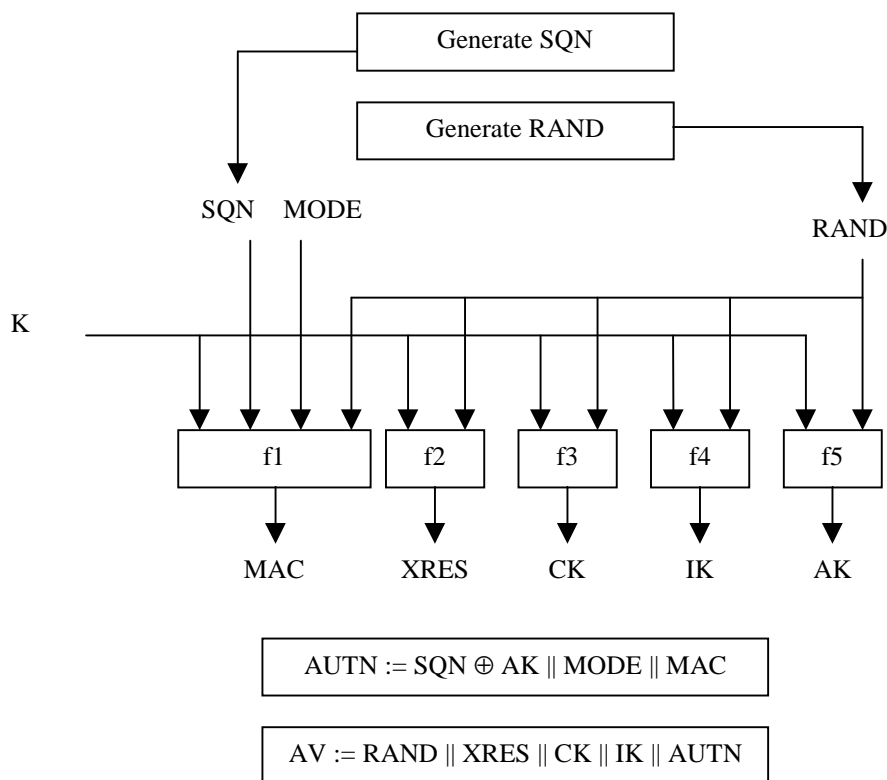 Generate SQN
Generate RAND
SQN MODE
RAND
K
f1 f2 f3 f4 f5
MAC XRES CK IK AK
AUTN := SQN ⊕ AK || MODE || MAC
AV := RAND || XRES || CK || IK || AUTN